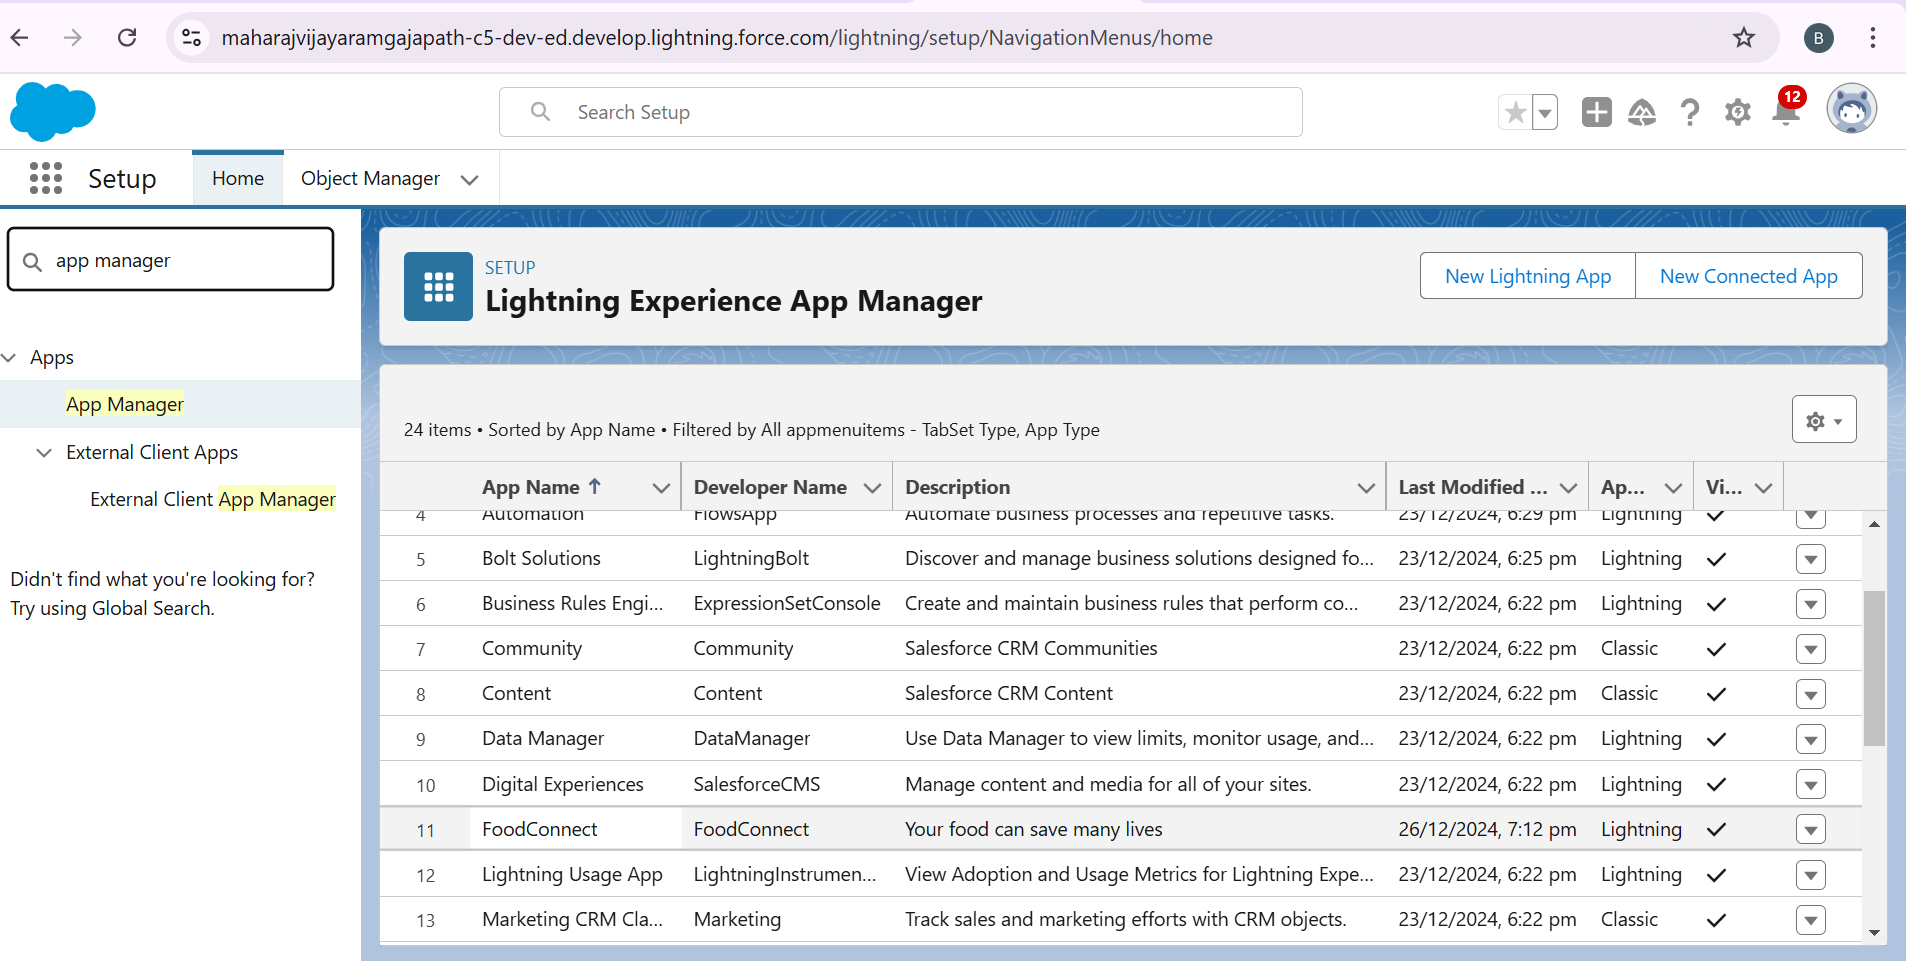 maharajvijayaramgajapath-c5-dev-ed.develop.lightning.force.com/lightning/setup/NavigationMenus/home
B
Search Setup
12
Setup
Home
Object Manager
app manager
Apps
App Manager
External Client Apps
External Client App Manager
Didn't find what you're looking for?
Try using Global Search.
SETUP
Lightning Experience App Manager
New Lightning App
New Connected App
24 items • Sorted by App Name • Filtered by All appmenuitems - TabSet Type, App Type
App Name Developer Name Description Last Modified ... Ap... Vi...
4 Automation FlowsApp Automate business processes and repetitive tasks. 23/12/2024, 6:29 pm Lightning
5 Bolt Solutions LightningBolt Discover and manage business solutions designed fo... 23/12/2024, 6:25 pm Lightning
6 Business Rules Engi... ExpressionSetConsole Create and maintain business rules that perform co... 23/12/2024, 6:22 pm Lightning
7 Community Community Salesforce CRM Communities 23/12/2024, 6:22 pm Classic
8 Content Content Salesforce CRM Content 23/12/2024, 6:22 pm Classic
9 Data Manager DataManager Use Data Manager to view limits, monitor usage, and... 23/12/2024, 6:22 pm Lightning
10 Digital Experiences SalesforceCMS Manage content and media for all of your sites. 23/12/2024, 6:22 pm Lightning
11 FoodConnect FoodConnect Your food can save many lives 26/12/2024, 7:12 pm Lightning
12 Lightning Usage App LightningInstrumen... View Adoption and Usage Metrics for Lightning Expe... 23/12/2024, 6:22 pm Lightning
13 Marketing CRM Cla... Marketing Track sales and marketing efforts with CRM objects. 23/12/2024, 6:22 pm Classic